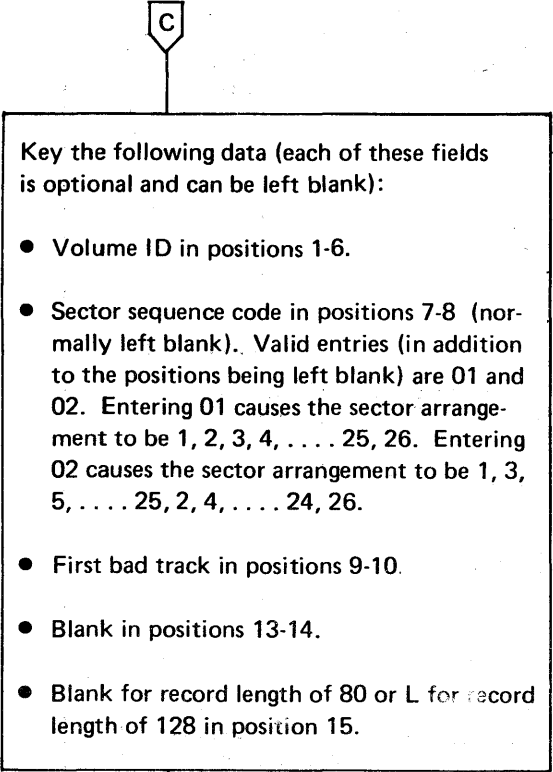 C
Key the following data (each of these fields
is optional and can be left blank):
● Volume ID in positions 1-6.
● Sector sequence code in positions 7-8 (nor-
mally left blank). Valid entries (in addition
to the positions being left blank) are 01 and
02. Entering 01 causes the sector arrange-
ment to be 1, 2, 3, 4, . . . . 25, 26. Entering
02 causes the sector arrangement to be 1, 3,
5, . . . . 25, 2, 4, . . . . 24, 26.
● First bad track in positions 9-10.
● Blank in positions 13-14.
● Blank for record length of 80 or L for record
length of 128 in position 15.